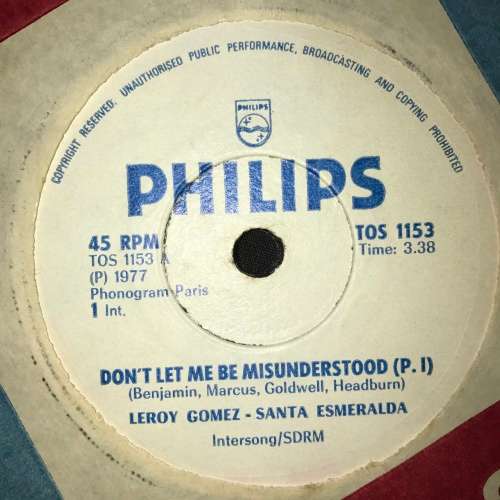 COPYRIGHT RESERVED: UNAUTHORISED PUBLIC PERFORMANCE, BROADCASTING AND COPYING PROHIBITED
PHILIPS
PHILIPS
45 RPM
TOS 1153 A
(P) 1977
Phonogram-Paris
1 Int.
TOS 1153
Time: 3.38
DON'T LET ME BE MISUNDERSTOOD (P. I)
(Benjamin, Marcus, Goldwell, Headburn)
LEROY GOMEZ - SANTA ESMERALDA
Intersong/SDRM